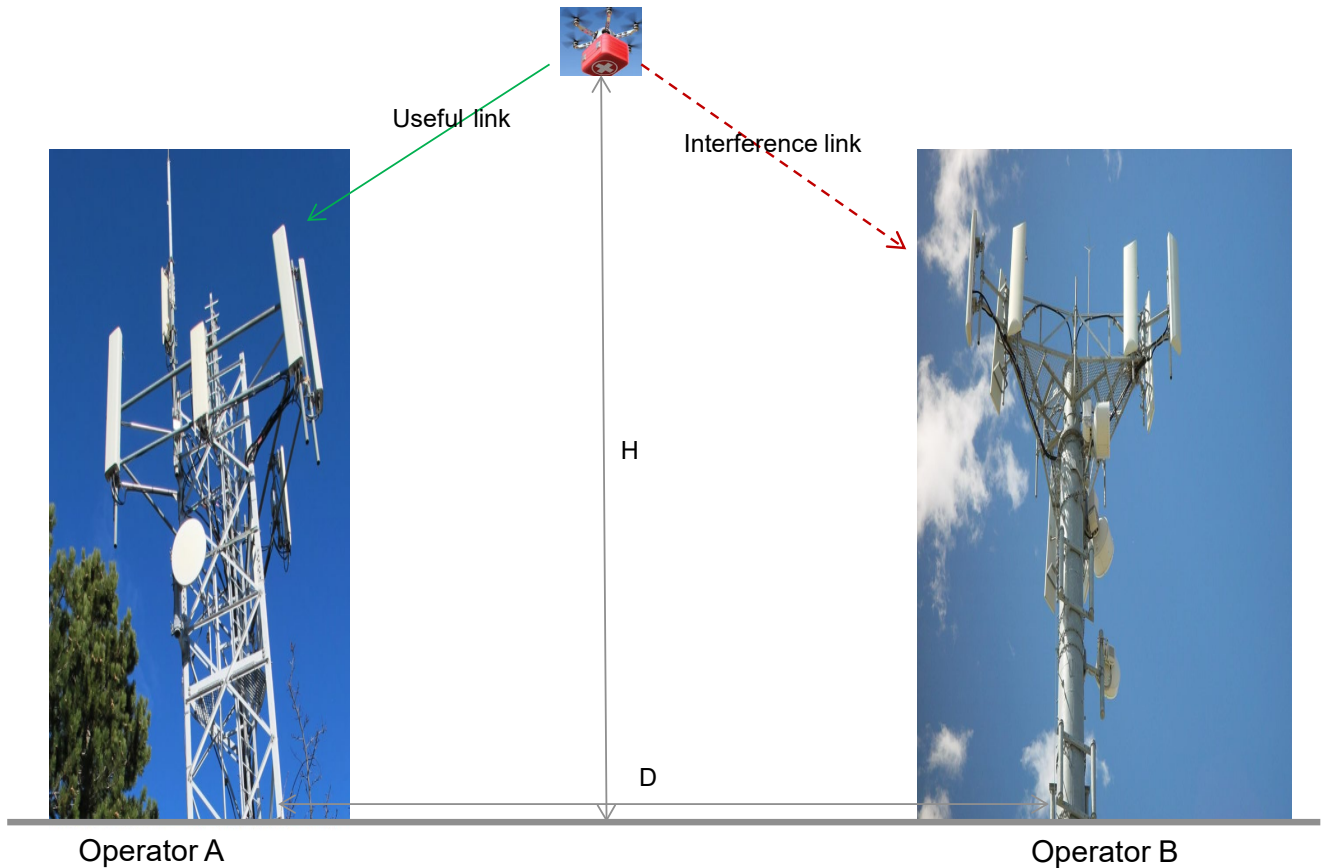 Useful link
Interference link
H
D
Operator A
Operator B